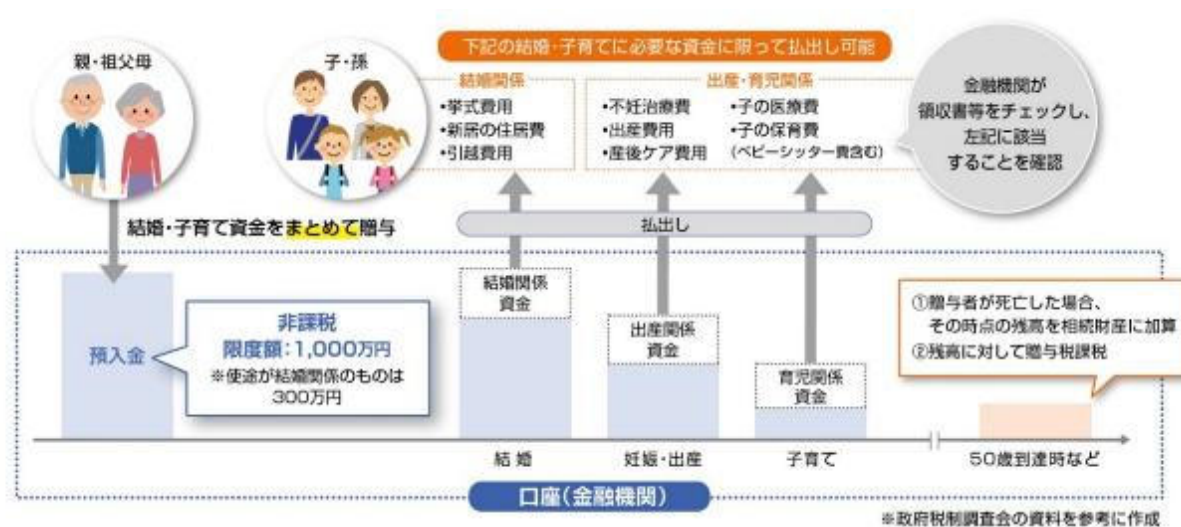 下記の結婚・子育てに必要な資金に限って払出し可能
親・祖父母
子・孫
結婚関係
•挙式費用
•新居の住居費
•引越費用
出産・育児関係
•不妊治療費
•出産費用
•産後ケア費用
•子の医療費
•子の保育費
(ベビーシッター費含む)
金融機関が
領収書等をチェックし、
左記に該当
することを確認
結婚・子育て資金をまとめて贈与
払出し
預入金
非課税
限度額:1,000万円
※使途が結婚関係のものは
300万円
結婚関係
資金
出産関係
資金
育児関係
資金
①贈与者が死亡した場合、
その時点の残高を相続財産に加算
②残高に対して贈与税課税
結婚
妊娠・出産
子育て
50歳到達時など
口座(金融機関)
※政府税制調査会の資料を参考に作成